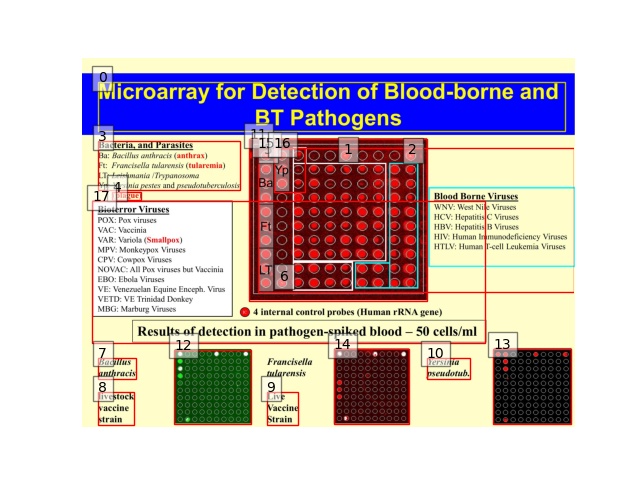 0
Microarray for Detection of Blood-borne and
BT Pathogens
3
Bacteria, and Parasites
Ba: Bacillus anthracis (anthrax)
Ft: Francisella tularensis (tularemia)
LT: Leishmania /Trypanosoma
pestis and pseudotuberculosis
(plague)
17
4
Bioterror Viruses
POX: Pox viruses
VAC: Vaccinia
VAR: Variola (Smallpox)
MPV: Monkeypox Viruses
CPV: Cowpox Viruses
NOVAC: All Pox viruses but Vaccinia
EBO: Ebola Viruses
VE: Venezuelan Equine Enceph. Virus
VETD: VE Trinidad Donkey
MBG: Marburg Viruses
11
15
16
1
2
Yp
Ba
Ft
LT
6
Blood Borne Viruses
WNV: West Nile Viruses
HCV: Hepatitis C Viruses
HBV: Hepatitis B Viruses
HIV: Human Immunodeficiency Viruses
HTLV: Human T-cell Leukemia Viruses
4 internal control probes (Human rRNA gene)
Results of detection in pathogen-spiked blood – 50 cells/ml
7
Bacillus
anthracis
8
livestock
vaccine
strain
12
Francisella
tularensis
9
Live
Vaccine
Strain
14
10
Yersinia
pseudotub.
13